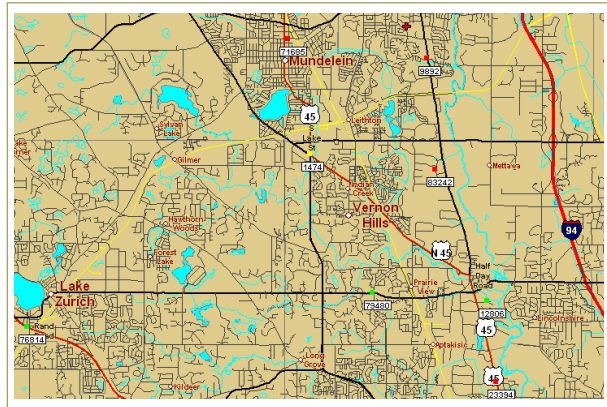 71685
Mundelein
9892
45
Sylvan
Lake
Leithton
S
Lake
St
Gilmer
1474
Mettawa
83242
Indian
Creek
Vernon
Hills
Hawthorn
Woods
94
N 45
Forest
Lake
Half
Day
Road
Lake
Zurich
Prairie
View
79480
12806
Lincolnshire
Rand
76814
45
Aptakisic
Long
Grove
Kildeer
45
23394